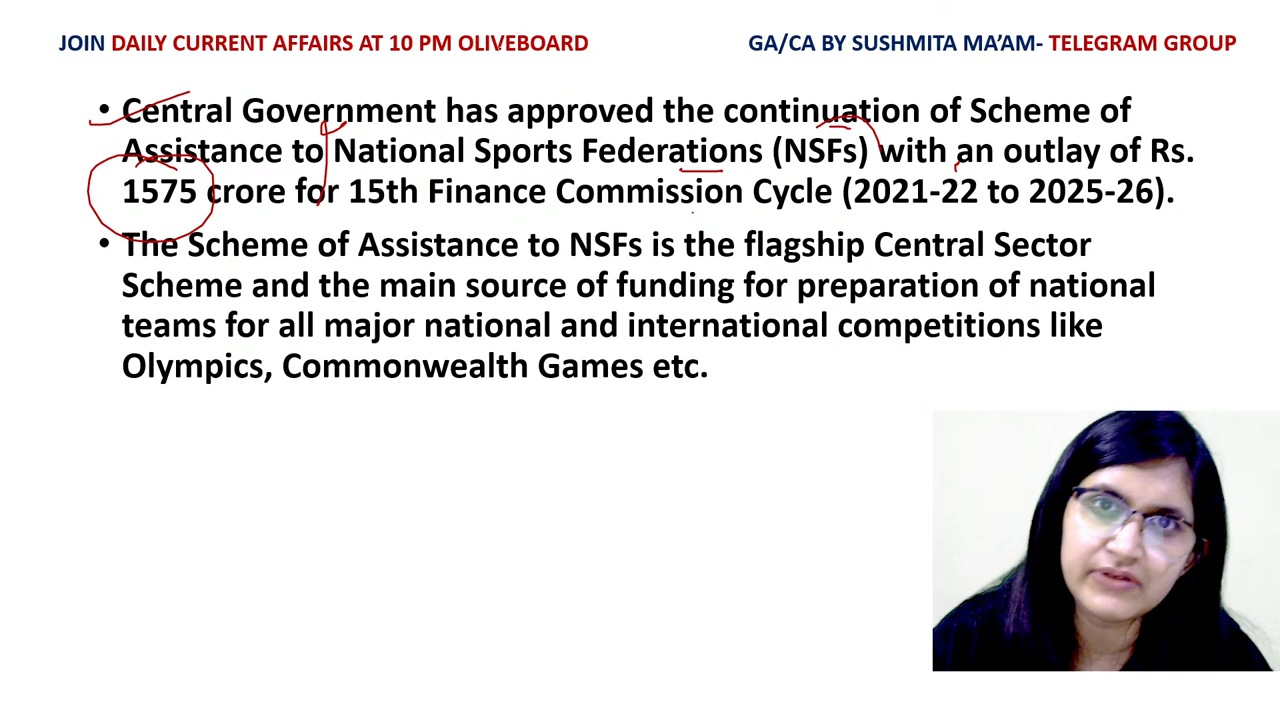 JOIN DAILY CURRENT AFFAIRS AT 10 PM OLIVEBOARD
GA/CA BY SUSHMITA MA’AM- TELEGRAM GROUP
• Central Government has approved the continuation of Scheme of
Assistance to National Sports Federations (NSFs) with an outlay of Rs.
1575 crore for 15th Finance Commission Cycle (2021-22 to 2025-26).
• The Scheme of Assistance to NSFs is the flagship Central Sector
Scheme and the main source of funding for preparation of national
teams for all major national and international competitions like
Olympics, Commonwealth Games etc.